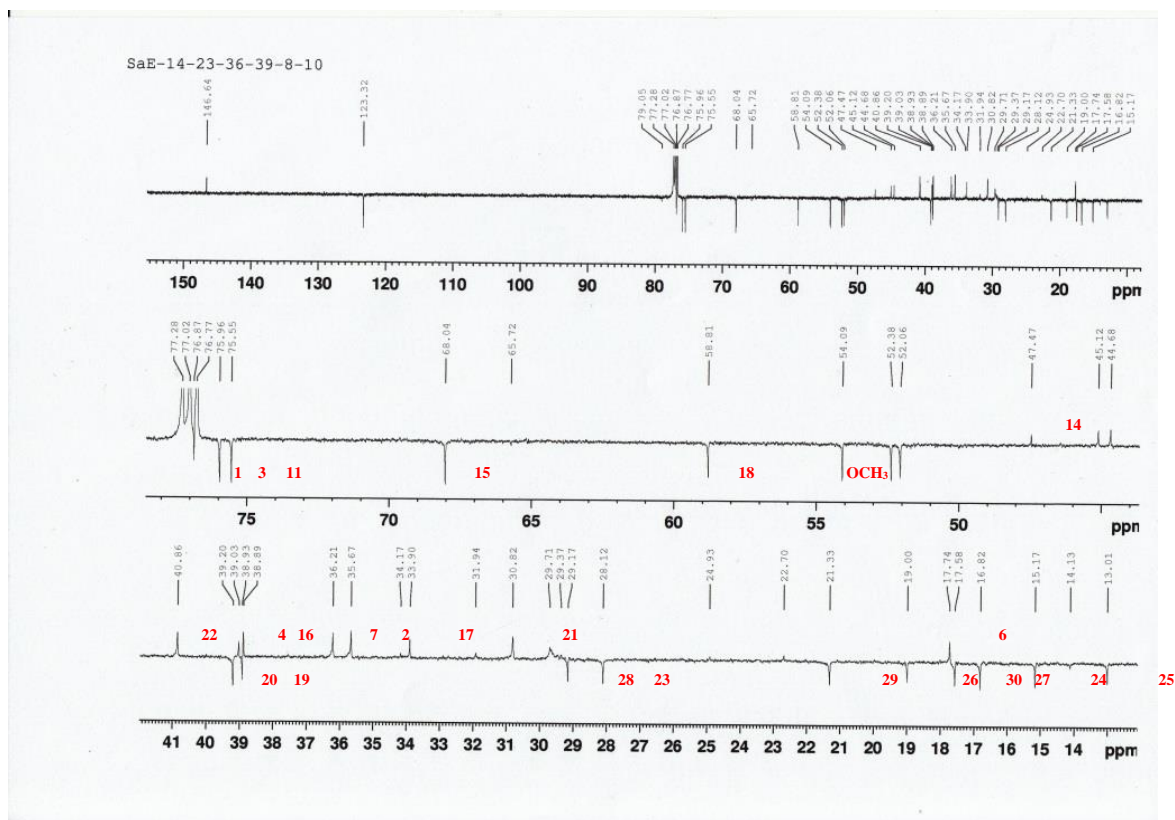 SaE-14-23-36-39-8-10
146.64 123.32 79.05 77.28 77.02 76.87 76.77 75.96 75.55 68.04 65.72 58.81 54.09 52.38 52.06 47.47 45.12 44.68 40.86 39.20 39.03 38.93 38.89 36.21 35.67 34.17 33.90 31.94 30.82 29.71 29.37 29.17 28.12 24.93 22.70 21.33 19.00 17.74 17.58 16.82 15.17
150 140 130 120 110 100 90 80 70 60 50 40 30 20 ppm
77.28 77.02 76.87 76.77 75.96 75.55 68.04 65.72 58.81 54.09 52.38 52.06 47.47 45.12 44.68
14
1 3 11 15 18 OCH₃
75 70 65 60 55 50 ppm
40.86 39.20 39.03 38.93 38.89 36.21 35.67 34.17 33.90 31.94 30.82 29.71 29.37 29.17 28.12 24.93 22.70 21.33 19.00 17.74 17.58 16.82 15.17 14.13 13.01
22 4 16 7 2 17 21 6
20 19 28 23 29 26 30 27 24 25
41 40 39 38 37 36 35 34 33 32 31 30 29 28 27 26 25 24 23 22 21 20 19 18 17 16 15 14 ppm